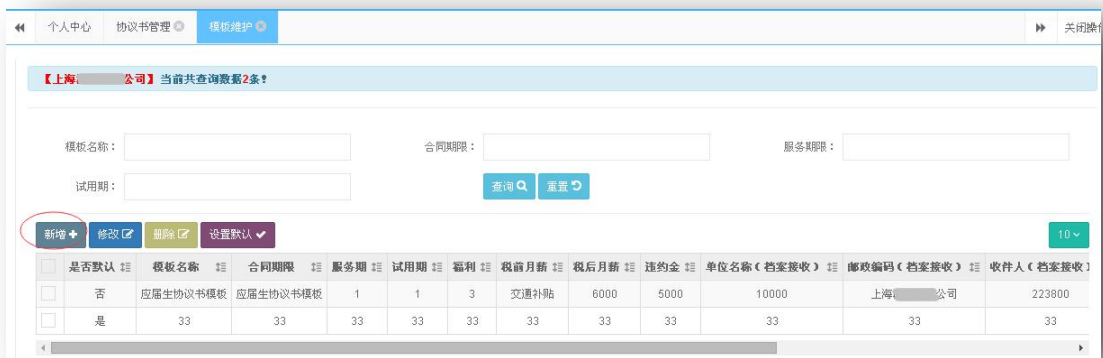 个人中心 协议书管理 模板维护 关闭操作
【上海 公司】当前共查询数据2条!
模板名称： 合同期限： 服务期限：
试用期： 查询 重置
新增 修改 删除 设置默认 10
是否默认 模板名称 合同期限 服务期 试用期 福利 税前月薪 税后月薪 违约金 单位名称（档案接收） 邮政编码（档案接收） 收件人（档案接收
否 应届生协议书模板 应届生协议书模板 1 1 3 交通补贴 6000 5000 10000 上海 公司 223800
是 33 33 33 33 33 33 33 33 33 33 33